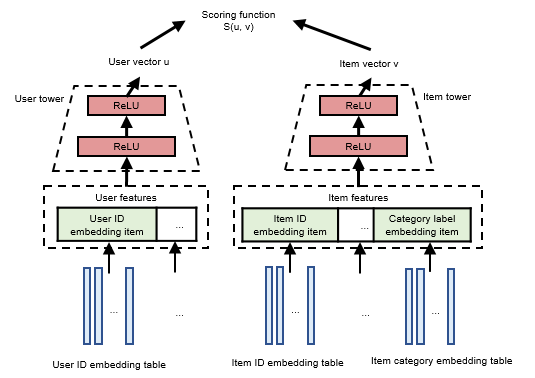 Scoring function
S(u, v)
User vector u
Item vector v
User tower
ReLU
ReLU
Item tower
ReLU
ReLU
User features
User ID
embedding item
...
Item features
Item ID
embedding item
...
Category label
embedding item
...
...
...
...
...
User ID embedding table
Item ID embedding table
Item category embedding table